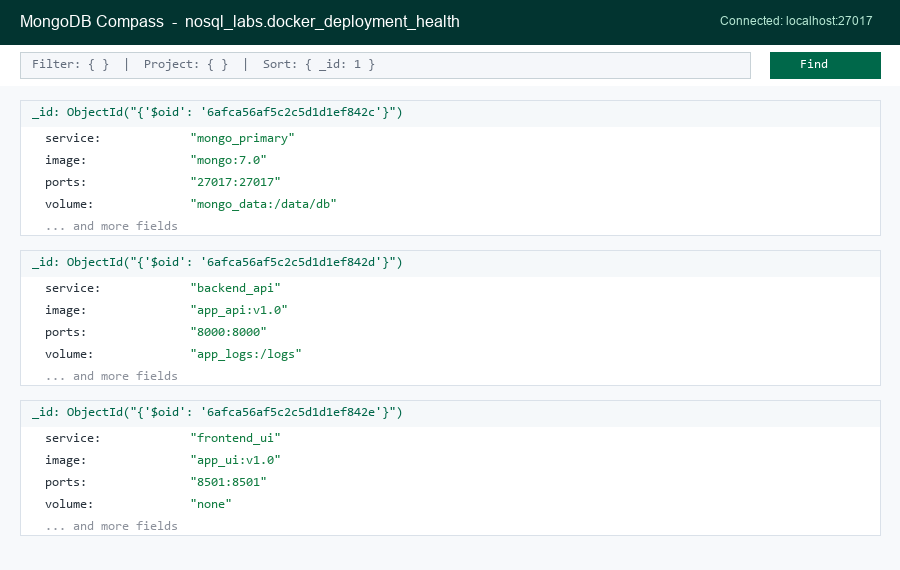 MongoDB Compass  -  nosql_labs.docker_deployment_health
Connected: localhost:27017
Filter: { }  |  Project: { }  |  Sort: { _id: 1 }
Find
_id: ObjectId("{'$oid': '6afca56af5c2c5d1d1ef842c'}")
service: "mongo_primary"
image: "mongo:7.0"
ports: "27017:27017"
volume: "mongo_data:/data/db"
... and more fields
_id: ObjectId("{'$oid': '6afca56af5c2c5d1d1ef842d'}")
service: "backend_api"
image: "app_api:v1.0"
ports: "8000:8000"
volume: "app_logs:/logs"
... and more fields
_id: ObjectId("{'$oid': '6afca56af5c2c5d1d1ef842e'}")
service: "frontend_ui"
image: "app_ui:v1.0"
ports: "8501:8501"
volume: "none"
... and more fields